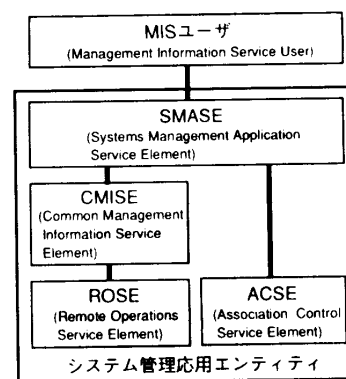 MISユーザ
(Management Information Service User)
SMASE
(Systems Management Application
Service Element)
CMISE
(Common Management
Information Service
Element)
ROSE
(Remote Operations
Service Element)
ACSE
(Association Control
Service Element)
システム管理応用エンティティ